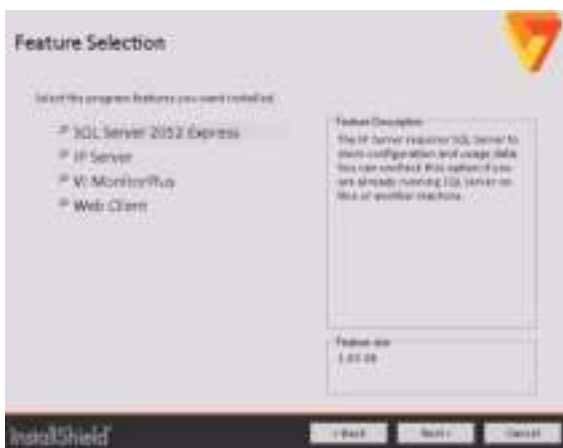 Feature Selection
Select the program features you want installed.
SQL Server 2012 Express
IP Server
VI MonitorPlus
Web Client
Feature Description
The IP Server requires SQL Server to
store configuration and usage data.
You can uncheck this option if you
are already running SQL Server on
this or another machine.
Feature size
InstallShield
< Back
Next >
Cancel